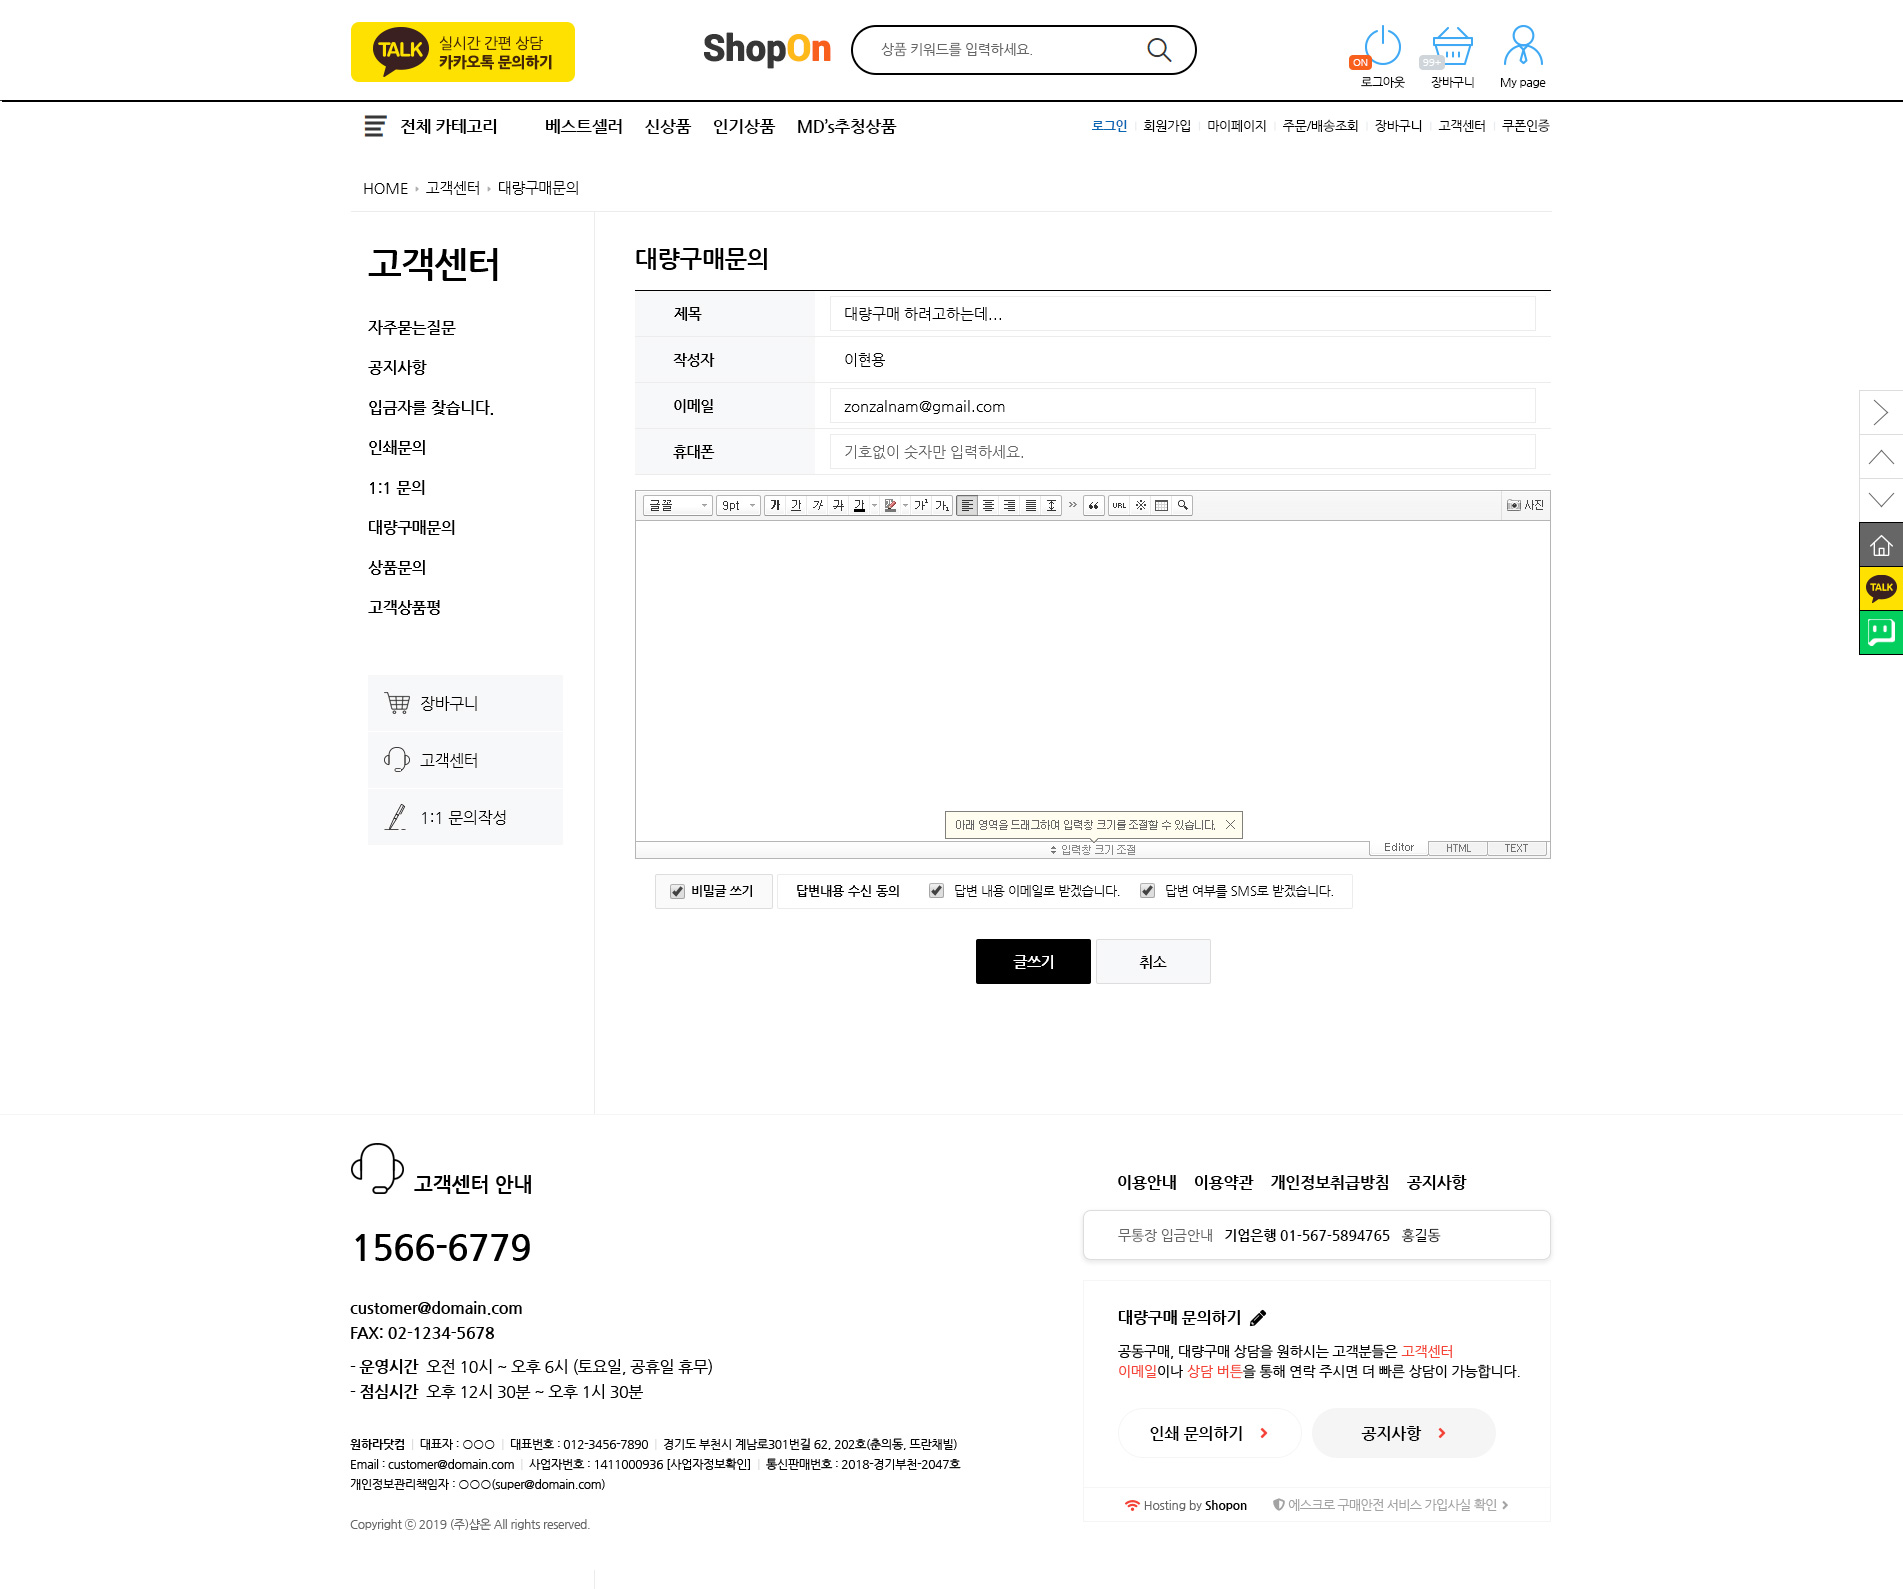 TALK 실시간 간편 상담
카카오톡 문의하기
ShopOn
상품 키워드를 입력하세요.
ON 99+
로그아웃 장바구니 My page
전체 카테고리 베스트셀러 신상품 인기상품 MD's추청상품
로그인 회원가입 마이페이지 주문/배송조회 장바구니 고객센터 쿠폰인증
HOME 고객센터 대량구매문의
고객센터
자주묻는질문
공지사항
입금자를 찾습니다.
인쇄문의
1:1 문의
대량구매문의
상품문의
고객상품평
장바구니
고객센터
1:1 문의작성
대량구매문의
제목 대량구매 하려고하는데...
작성자 이현용
이메일 zonzalnam@gmail.com
휴대폰 기호없이 숫자만 입력하세요.
글꼴 9pt 가 가 가 가 가 가 가² 가₂ » “ URL ※ 사진
아래 영역을 드래그하여 입력창 크기를 조절할 수 있습니다.
입력창 크기 조절
Editor HTML TEXT
비밀글 쓰기 답변내용 수신 동의 답변 내용 이메일로 받겠습니다. 답변 여부를 SMS로 받겠습니다.
글쓰기 취소
TALK
고객센터 안내
1566-6779
customer@domain.com
FAX: 02-1234-5678
- 운영시간 오전 10시 ~ 오후 6시 (토요일, 공휴일 휴무)
- 점심시간 오후 12시 30분 ~ 오후 1시 30분
원하라닷컴 대표자 : ○○○ 대표번호 : 012-3456-7890 경기도 부천시 계남로301번길 62, 202호(춘의동, 뜨란채빌)
Email : customer@domain.com 사업자번호 : 1411000936 [사업자정보확인] 통신판매번호 : 2018-경기부천-2047호
개인정보관리책임자 : ○○○(super@domain.com)
Copyright ⓒ 2019 (주)샵온 All rights reserved.
이용안내 이용약관 개인정보취급방침 공지사항
무통장 입금안내 기업은행 01-567-5894765 홍길동
대량구매 문의하기
공동구매, 대량구매 상담을 원하시는 고객분들은 고객센터
이메일이나 상담 버튼을 통해 연락 주시면 더 빠른 상담이 가능합니다.
인쇄 문의하기 공지사항
Hosting by Shopon 에스크로 구매안전 서비스 가입사실 확인